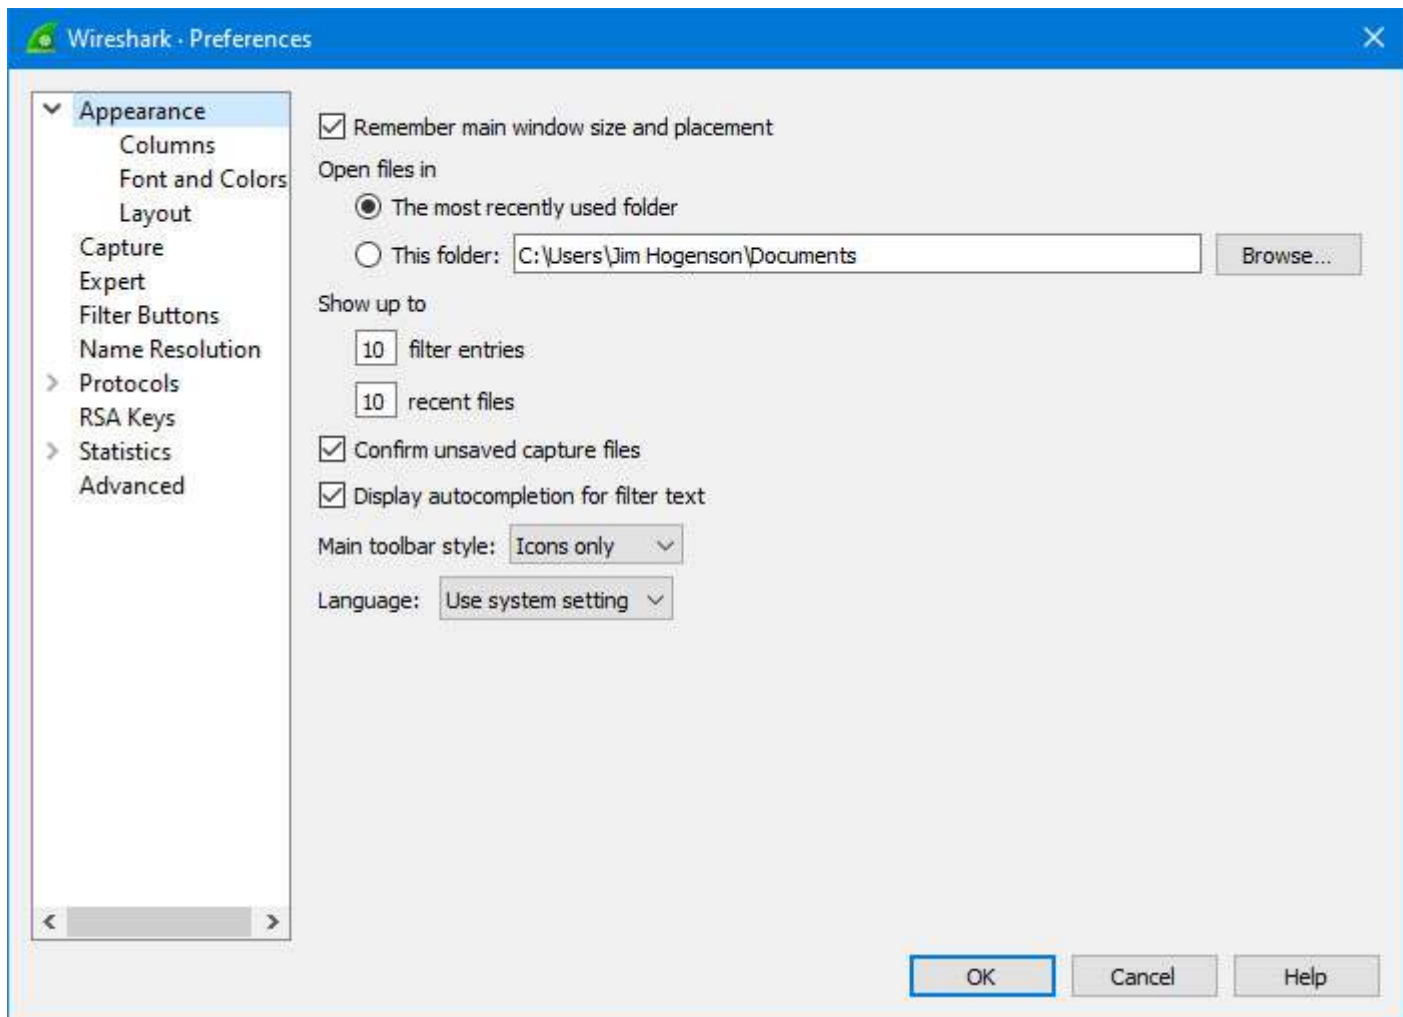 Wireshark · Preferences
Appearance
Columns
Font and Colors
Layout
Capture
Expert
Filter Buttons
Name Resolution
Protocols
RSA Keys
Statistics
Advanced
Remember main window size and placement
Open files in
The most recently used folder
This folder: C:\Users\Jim Hogenson\Documents Browse...
Show up to
10 filter entries
10 recent files
Confirm unsaved capture files
Display autocompletion for filter text
Main toolbar style: Icons only
Language: Use system setting
OK Cancel Help